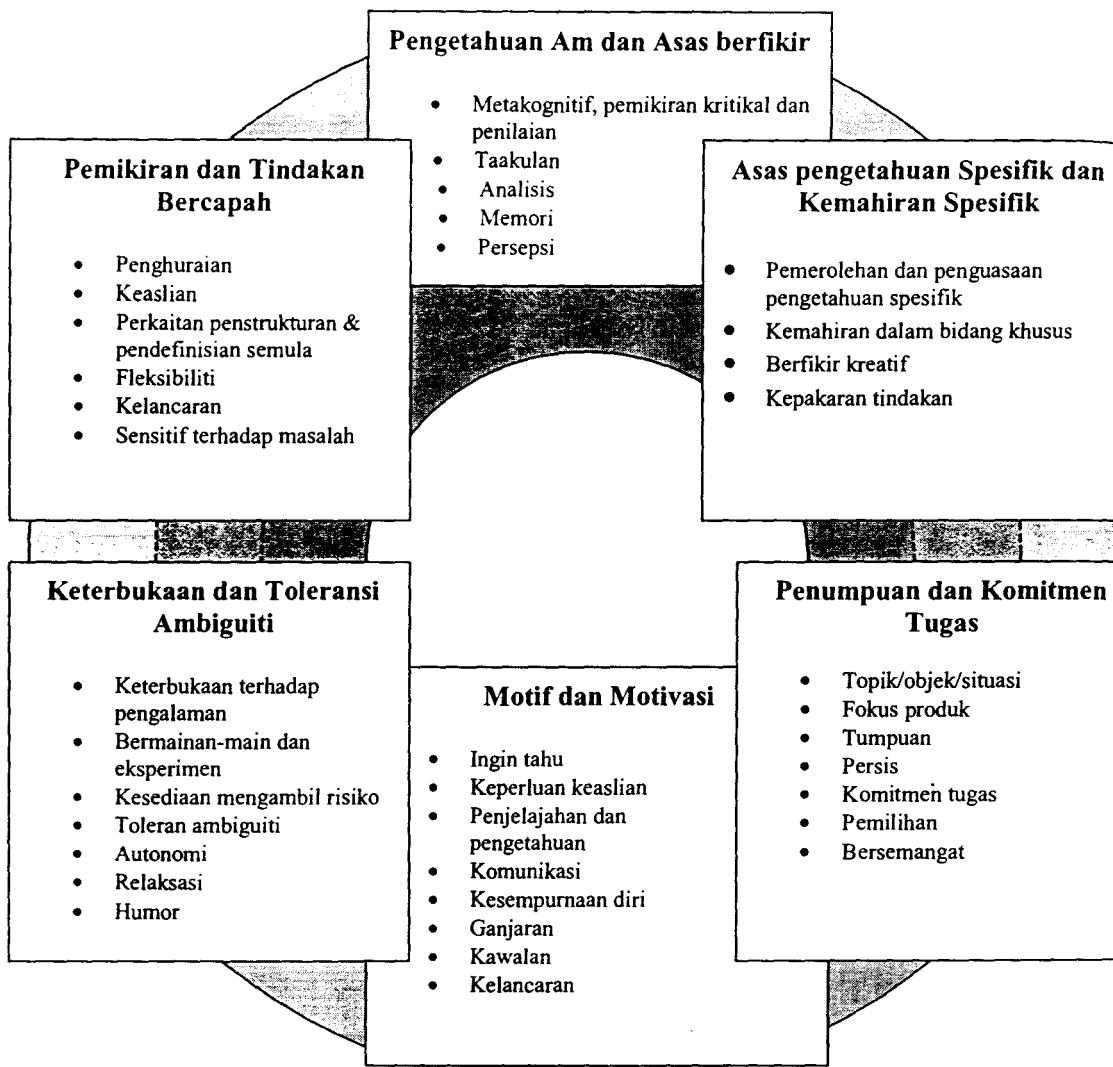 Pengetahuan Am dan Asas berfikir
• Metakognitif, pemikiran kritikal dan
penilaian
• Taakulan
• Analisis
• Memori
• Persepsi
Pemikiran dan Tindakan
Bercapah
• Penghuraian
• Keaslian
• Perkaitan penstrukturan &
pendefinisian semula
• Fleksibiliti
• Kelancaran
• Sensitif terhadap masalah
Asas pengetahuan Spesifik dan
Kemahiran Spesifik
• Pemerolehan dan penguasaan
pengetahuan spesifik
• Kemahiran dalam bidang khusus
• Berfikir kreatif
• Kepakaran tindakan
Keterbukaan dan Toleransi
Ambiguiti
• Keterbukaan terhadap
pengalaman
• Bermainan-main dan
eksperimen
• Kesediaan mengambil risiko
• Toleran ambiguiti
• Autonomi
• Relaksasi
• Humor
Motif dan Motivasi
• Ingin tahu
• Keperluan keaslian
• Penjelajahan dan
pengetahuan
• Komunikasi
• Kesempurnaan diri
• Ganjaran
• Kawalan
• Kelancaran
Penumpuan dan Komitmen
Tugas
• Topik/objek/situasi
• Fokus produk
• Tumpuan
• Persis
• Komitmen tugas
• Pemilihan
• Bersemangat